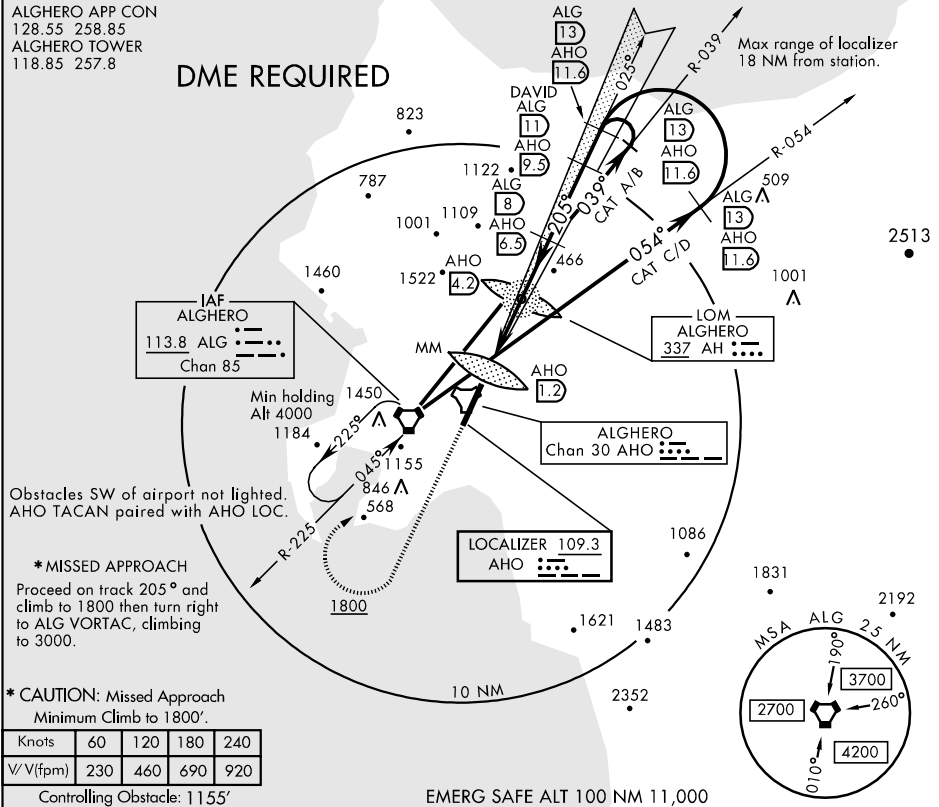 ALGHERO APP CON
128.55 258.85
ALGHERO TOWER
118.85 257.8
DME REQUIRED
ALG
13
AHO
11.6
025°
R-039
Max range of localizer
18 NM from station.
DAVID
ALG
11
AHO
9.5
ALG
13
AHO
11.6
R-054
823
1122
787
ALG
8
AHO
6.5
205°
039°
CAT A/B
509
ALG
13
AHO
11.6
1001
1109
054°
CAT C/D
2513
1522
AHO
4.2
466
1460
1001
IAF
ALGHERO
113.8 ALG
Chan 85
LOM
ALGHERO
337 AH
MM
AHO
1.2
Min holding
Alt 4000
1450
1184
225°
045°
1155
ALGHERO
Chan 30 AHO
846
568
Obstacles SW of airport not lighted.
AHO TACAN paired with AHO LOC.
R-225
LOCALIZER 109.3
AHO
1086
* MISSED APPROACH
Proceed on track 205° and
climb to 1800 then turn right
to ALG VORTAC, climbing
to 3000.
1800
1831
2192
1621
1483
MSA ALG 25 NM
190°
3700
260°
2700
4200
010°
10 NM
2352
* CAUTION: Missed Approach
Minimum Climb to 1800'.
Knots 60 120 180 240
V/V(fpm) 230 460 690 920
Controlling Obstacle: 1155'
EMERG SAFE ALT 100 NM 11,000